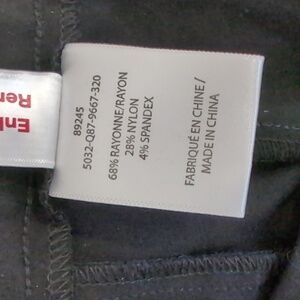 89245
5032-Q87-9667-320
68% RAYONNE/RAYON
28% NYLON
4% SPANDEX
FABRIQUÉ EN CHINE/
MADE IN CHINA